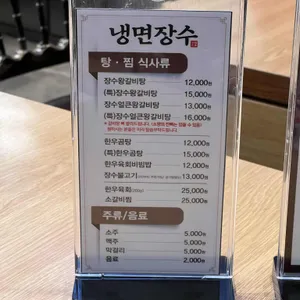 냉면장수
탕 · 찜 식사류
장수왕갈비탕 12,000원
(특)장수왕갈비탕 15,000원
장수얼큰왕갈비탕 13,000원
(특)장수얼큰왕갈비탕 16,000원
한우곰탕 12,000원
(특)한우곰탕 15,000원
한우육회비빔밥 12,000원
장수물고기 13,000원
한우육회 25,000원
소갈비찜 25,000원
주류/음료
소주 5,000원
맥주 5,000원
막걸리 5,000원
음료 2,000원